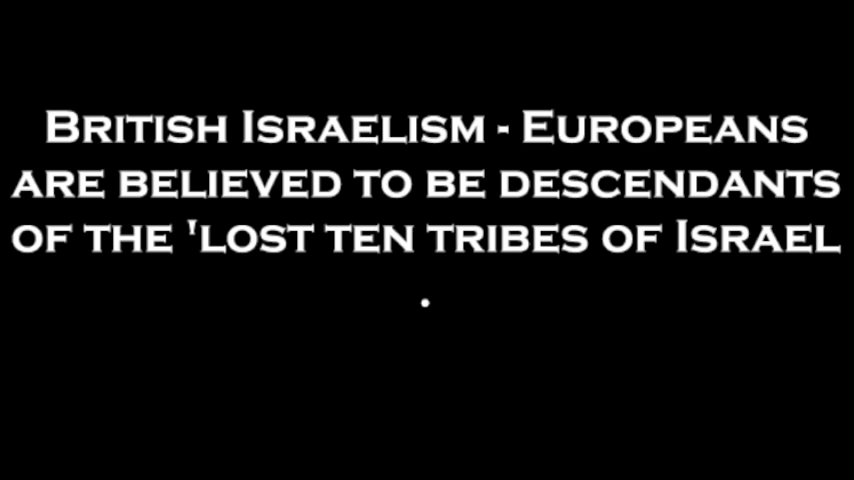 British Israelism - Europeans
are believed to be descendants
of the 'lost ten tribes of Israel
.